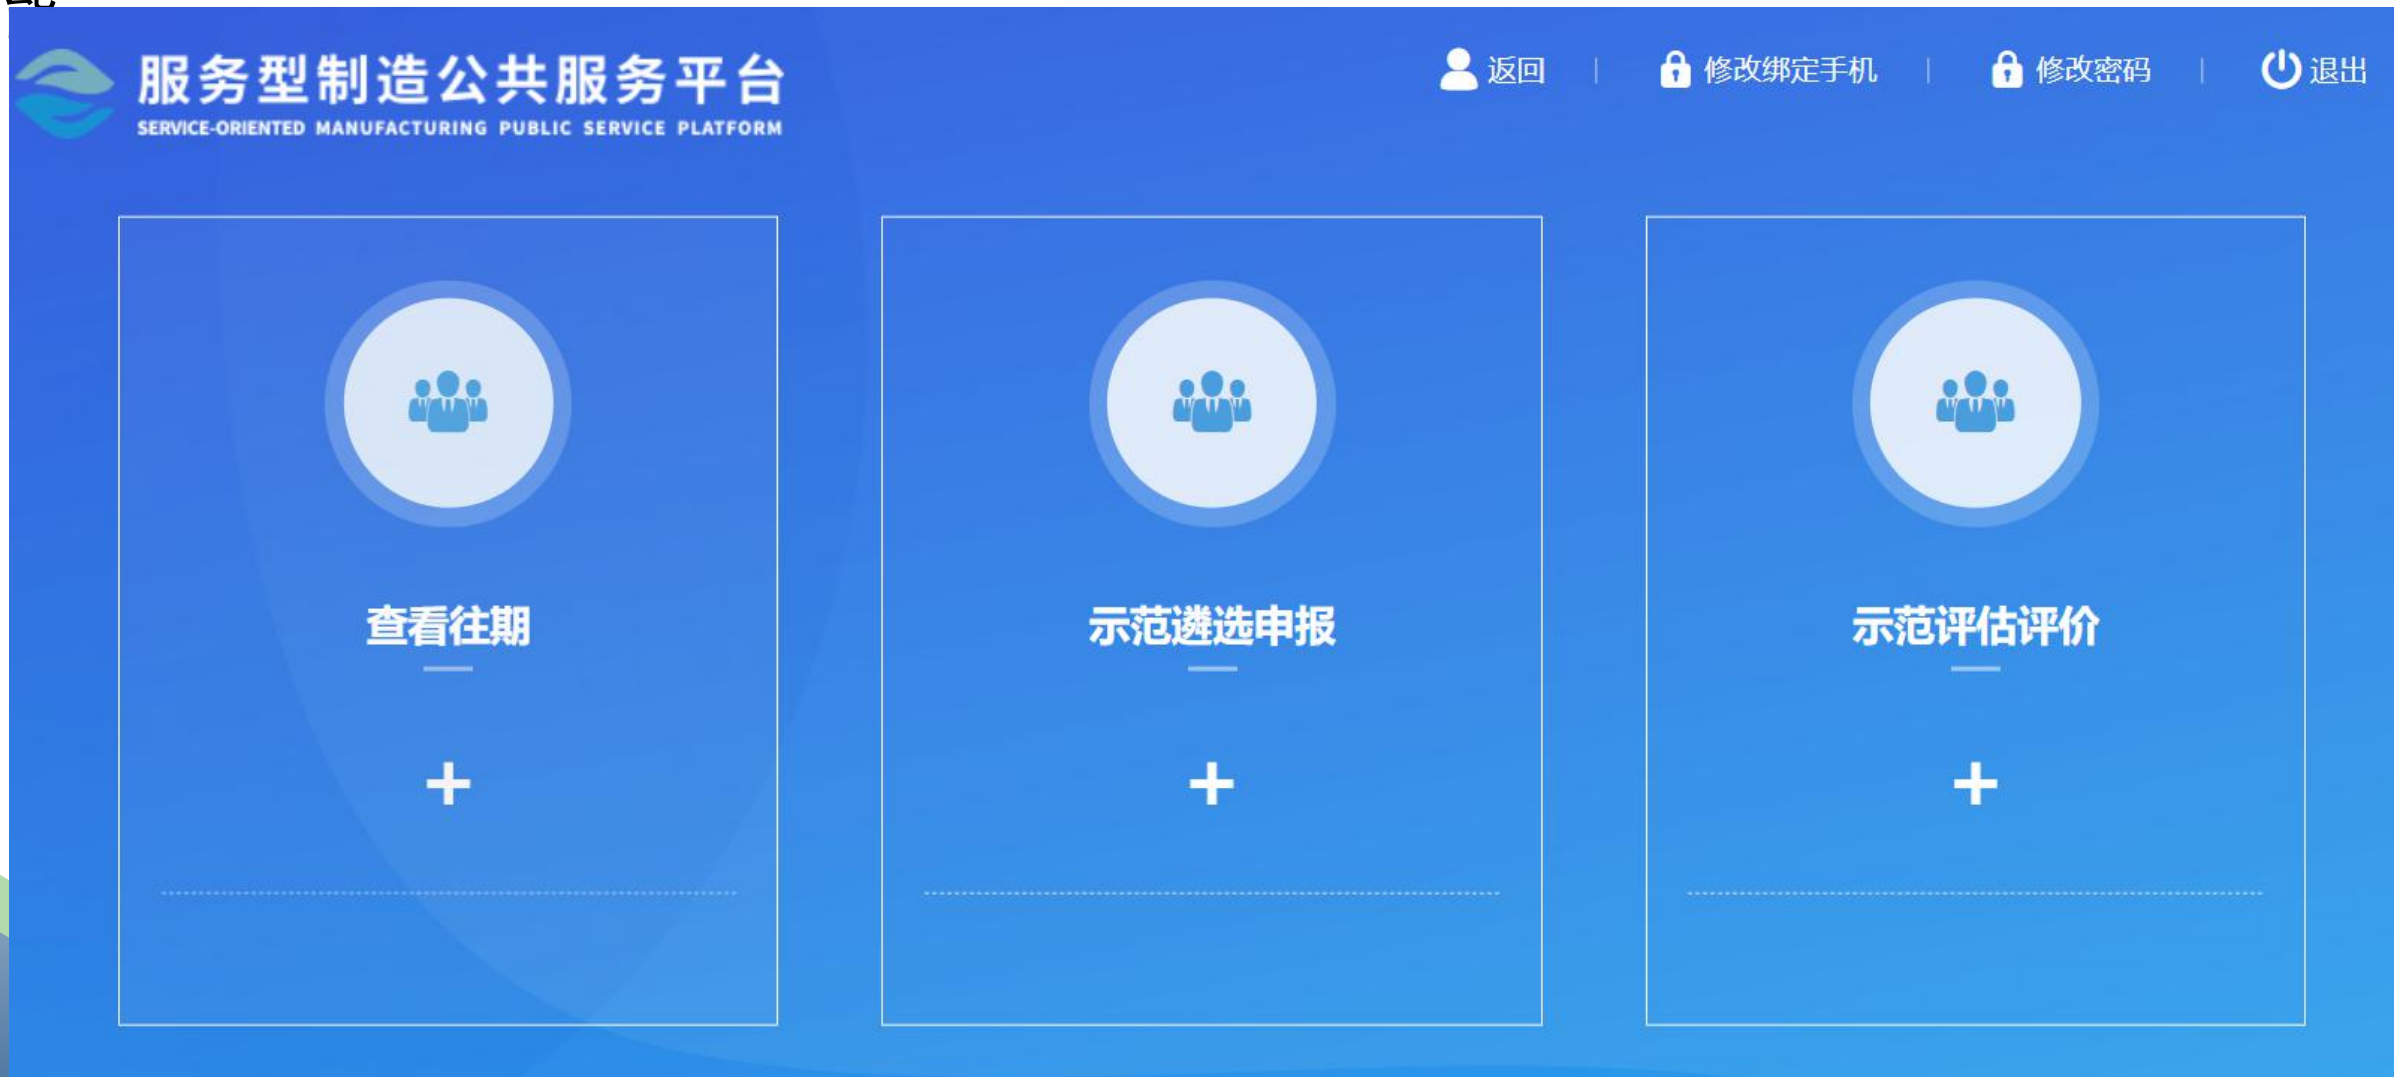 服务型制造公共服务平台
SERVICE-ORIENTED MANUFACTURING PUBLIC SERVICE PLATFORM
返回 | 修改绑定手机 | 修改密码 | 退出
查看往期
示范遴选申报
示范评估评价